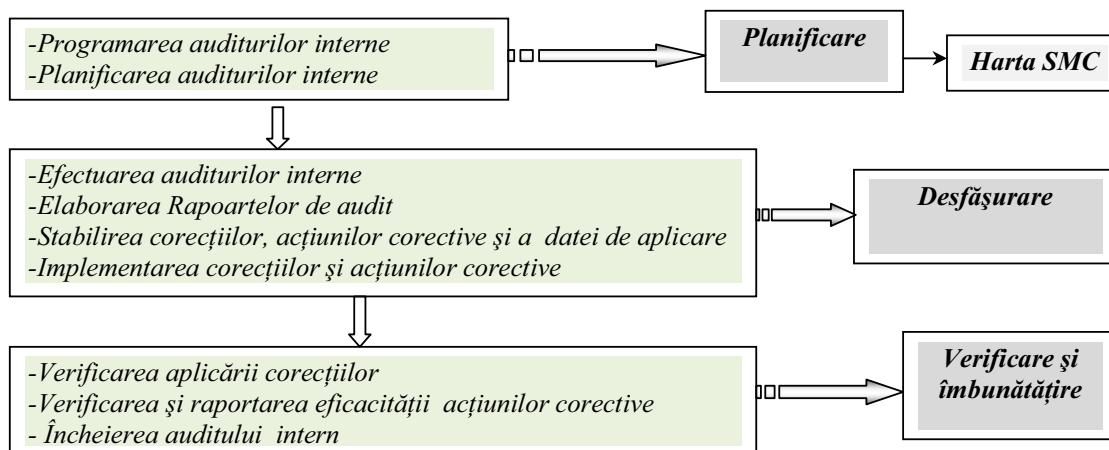 -Programarea auditurilor interne
-Planificarea auditurilor interne
Planificare
Harta SMC
-Efectuarea auditurilor interne
-Elaborarea Rapoartelor de audit
-Stabilirea corecțiilor, acțiunilor corective şi a datei de aplicare
-Implementarea corecțiilor şi acțiunilor corective
Desfăşurare
-Verificarea aplicării corecțiilor
-Verificarea şi raportarea eficacității acțiunilor corective
- Încheierea auditului intern
Verificare şi
îmbunătățire